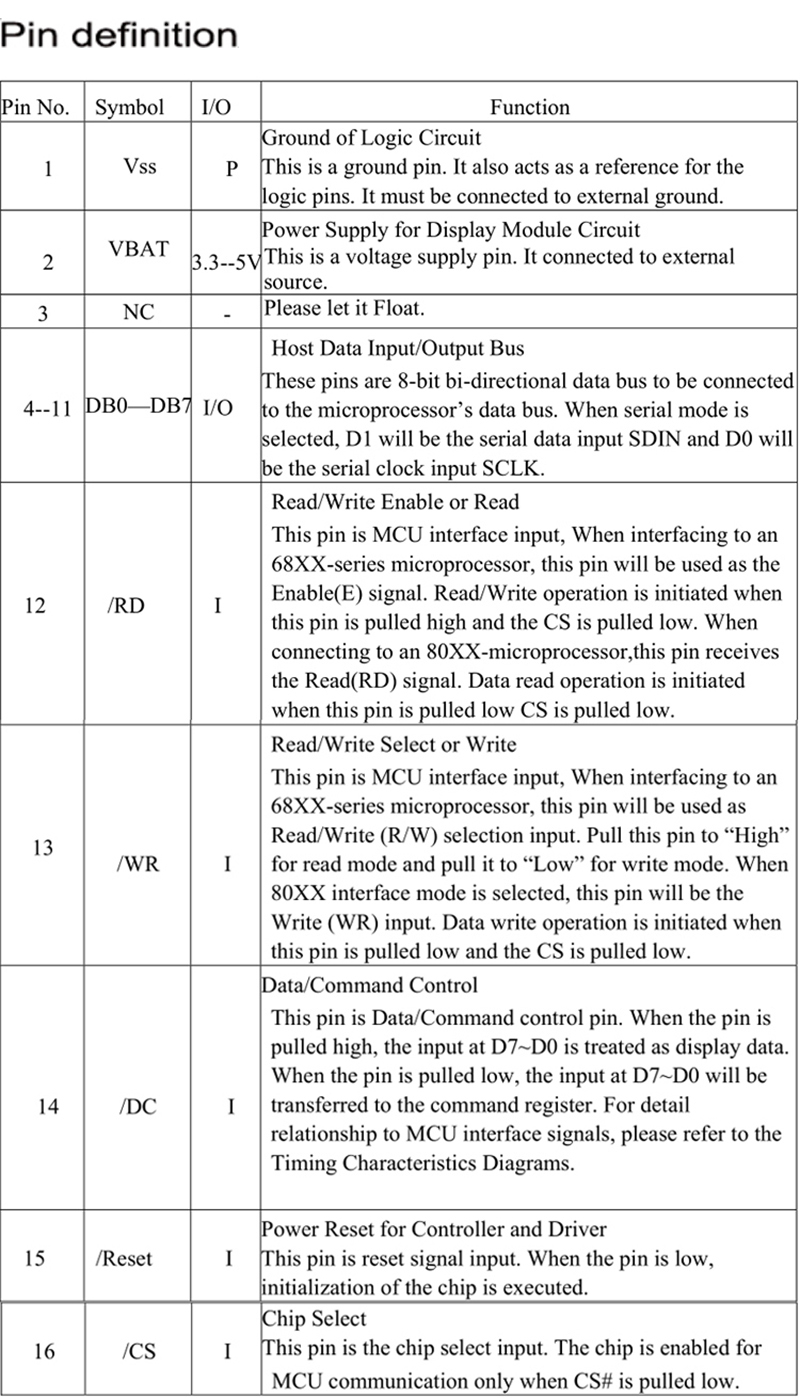 Pin definition
Pin No. Symbol I/O Function
Ground of Logic Circuit
1 Vss P This is a ground pin. It also acts as a reference for the
logic pins. It must be connected to external ground.
Power Supply for Display Module Circuit
2 VBAT 3.3--5V This is a voltage supply pin. It connected to external
source.
3 NC - Please let it Float.
Host Data Input/Output Bus
These pins are 8-bit bi-directional data bus to be connected
4--11 DB0—DB7 I/O to the microprocessor’s data bus. When serial mode is
selected, D1 will be the serial data input SDIN and D0 will
be the serial clock input SCLK.
Read/Write Enable or Read
This pin is MCU interface input, When interfacing to an
68XX-series microprocessor, this pin will be used as the
12 /RD I Enable(E) signal. Read/Write operation is initiated when
this pin is pulled high and the CS is pulled low. When
connecting to an 80XX-microprocessor,this pin receives
the Read(RD) signal. Data read operation is initiated
when this pin is pulled low CS is pulled low.
Read/Write Select or Write
This pin is MCU interface input, When interfacing to an
68XX-series microprocessor, this pin will be used as
Read/Write (R/W) selection input. Pull this pin to “High”
13 /WR I for read mode and pull it to “Low” for write mode. When
80XX interface mode is selected, this pin will be the
Write (WR) input. Data write operation is initiated when
this pin is pulled low and the CS is pulled low.
Data/Command Control
This pin is Data/Command control pin. When the pin is
pulled high, the input at D7~D0 is treated as display data.
When the pin is pulled low, the input at D7~D0 will be
14 /DC I transferred to the command register. For detail
relationship to MCU interface signals, please refer to the
Timing Characteristics Diagrams.
Power Reset for Controller and Driver
15 /Reset I This pin is reset signal input. When the pin is low,
initialization of the chip is executed.
Chip Select
16 /CS I This pin is the chip select input. The chip is enabled for
MCU communication only when CS# is pulled low.